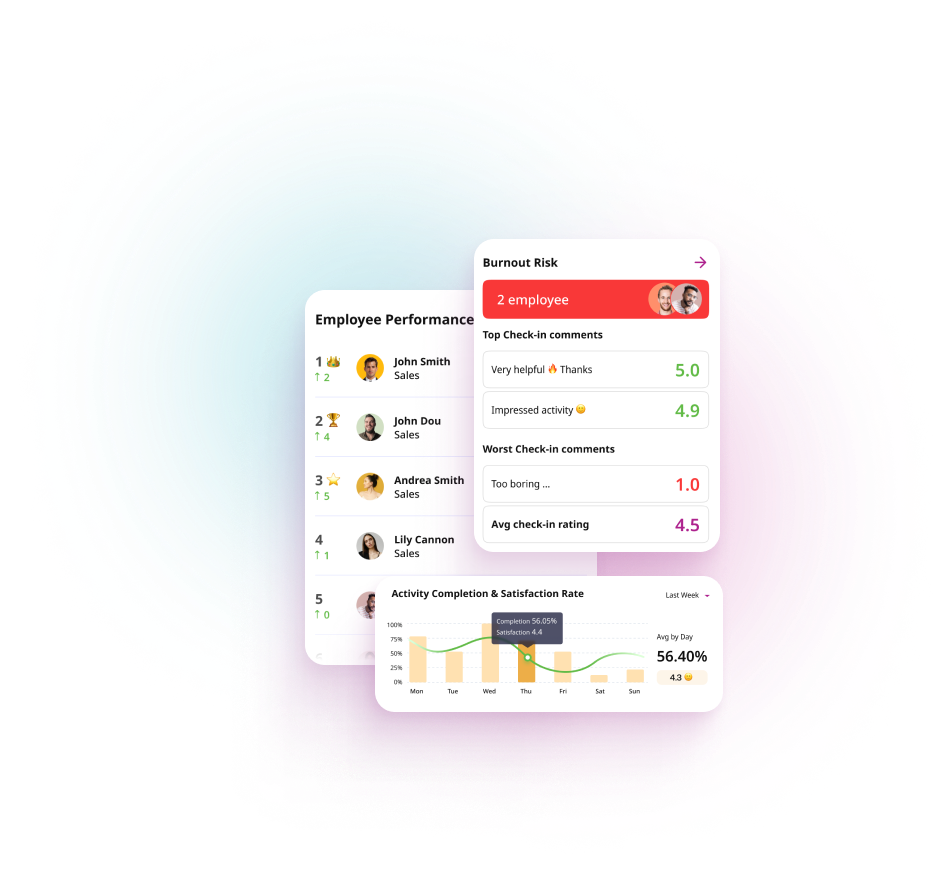 Burnout Risk
2 employee
Top Check-in comments
Very helpful 🔥 Thanks 5.0
Impressed activity 😊 4.9
Worst Check-in comments
Too boring ... 1.0
Avg check-in rating 4.5
Employee Performance
1 John Smith
↑ 2 Sales
2 John Dou
↑ 4 Sales
3 Andrea Smith
↑ 5 Sales
4 Lily Cannon
↑ 1 Sales
5
↑ 0
Activity Completion & Satisfaction Rate
Last Week
Completion 56.05%
Satisfaction 4.4
100%
75%
50%
25%
0%
Mon Tue Wed Thu Fri Sat Sun
Avg by Day
56.40%
4.3 😊